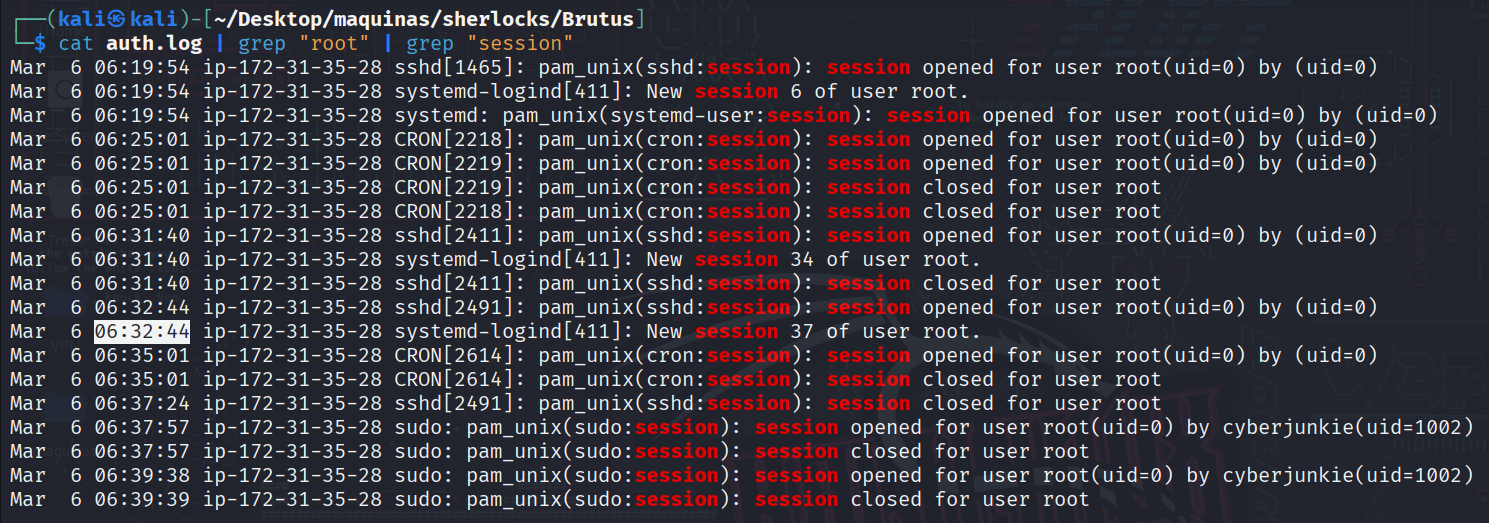 ┌──(kali㉿kali)-[~/Desktop/maquinas/sherlocks/Brutus]
└─$ cat auth.log | grep "root" | grep "session"
Mar  6 06:19:54 ip-172-31-35-28 sshd[1465]: pam_unix(sshd:session): session opened for user root(uid=0) by (uid=0)
Mar  6 06:19:54 ip-172-31-35-28 systemd-logind[411]: New session 6 of user root.
Mar  6 06:19:54 ip-172-31-35-28 systemd: pam_unix(systemd-user:session): session opened for user root(uid=0) by (uid=0)
Mar  6 06:25:01 ip-172-31-35-28 CRON[2218]: pam_unix(cron:session): session opened for user root(uid=0) by (uid=0)
Mar  6 06:25:01 ip-172-31-35-28 CRON[2219]: pam_unix(cron:session): session opened for user root(uid=0) by (uid=0)
Mar  6 06:25:01 ip-172-31-35-28 CRON[2219]: pam_unix(cron:session): session closed for user root
Mar  6 06:25:01 ip-172-31-35-28 CRON[2218]: pam_unix(cron:session): session closed for user root
Mar  6 06:31:40 ip-172-31-35-28 sshd[2411]: pam_unix(sshd:session): session opened for user root(uid=0) by (uid=0)
Mar  6 06:31:40 ip-172-31-35-28 systemd-logind[411]: New session 34 of user root.
Mar  6 06:31:40 ip-172-31-35-28 sshd[2411]: pam_unix(sshd:session): session closed for user root
Mar  6 06:32:44 ip-172-31-35-28 sshd[2491]: pam_unix(sshd:session): session opened for user root(uid=0) by (uid=0)
Mar  6 06:32:44 ip-172-31-35-28 systemd-logind[411]: New session 37 of user root.
Mar  6 06:35:01 ip-172-31-35-28 CRON[2614]: pam_unix(cron:session): session opened for user root(uid=0) by (uid=0)
Mar  6 06:35:01 ip-172-31-35-28 CRON[2614]: pam_unix(cron:session): session closed for user root
Mar  6 06:37:24 ip-172-31-35-28 sshd[2491]: pam_unix(sshd:session): session closed for user root
Mar  6 06:37:57 ip-172-31-35-28 sudo: pam_unix(sudo:session): session opened for user root(uid=0) by cyberjunkie(uid=1002)
Mar  6 06:37:57 ip-172-31-35-28 sudo: pam_unix(sudo:session): session closed for user root
Mar  6 06:39:38 ip-172-31-35-28 sudo: pam_unix(sudo:session): session opened for user root(uid=0) by cyberjunkie(uid=1002)
Mar  6 06:39:39 ip-172-31-35-28 sudo: pam_unix(sudo:session): session closed for user root